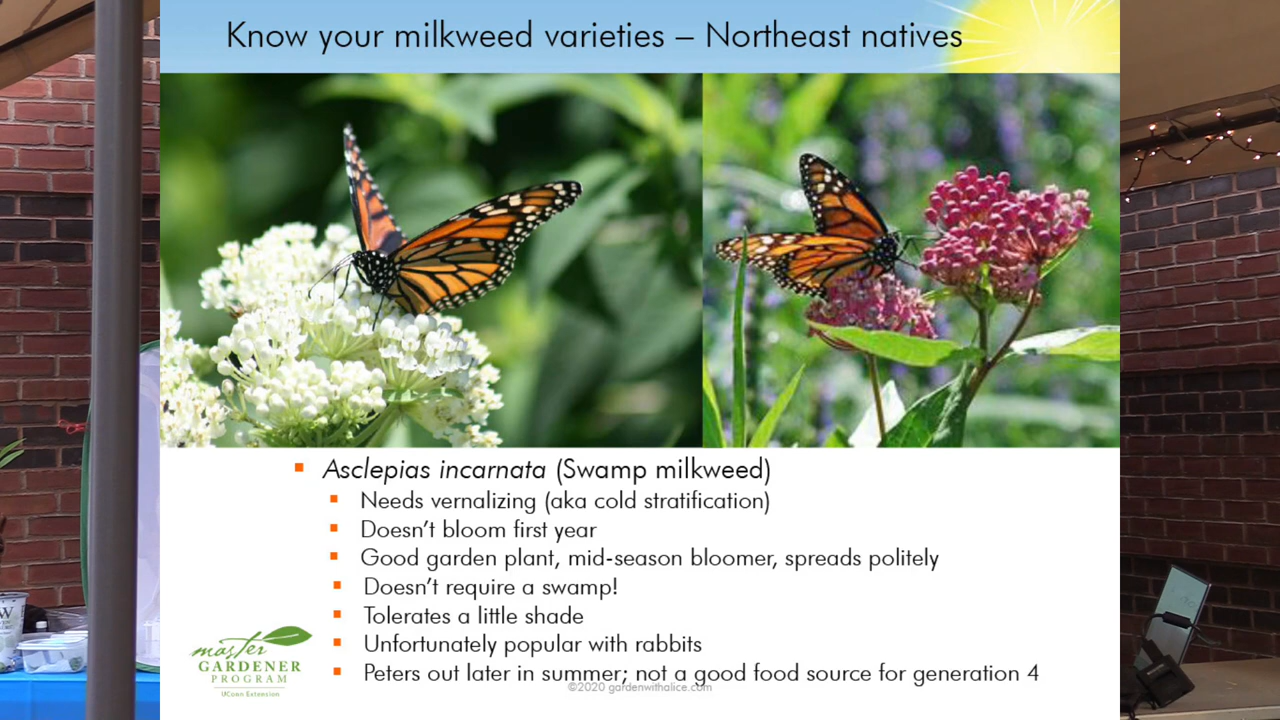 Know your milkweed varieties – Northeast natives
Asclepias incarnata (Swamp milkweed)
Needs vernalizing (aka cold stratification)
Doesn't bloom first year
Good garden plant, mid-season bloomer, spreads politely
Doesn't require a swamp!
Tolerates a little shade
Unfortunately popular with rabbits
Peters out later in summer; not a good food source for generation 4
©2020 gardenwithalice.com
master
GARDENER
PROGRAM
UConn Extension
W